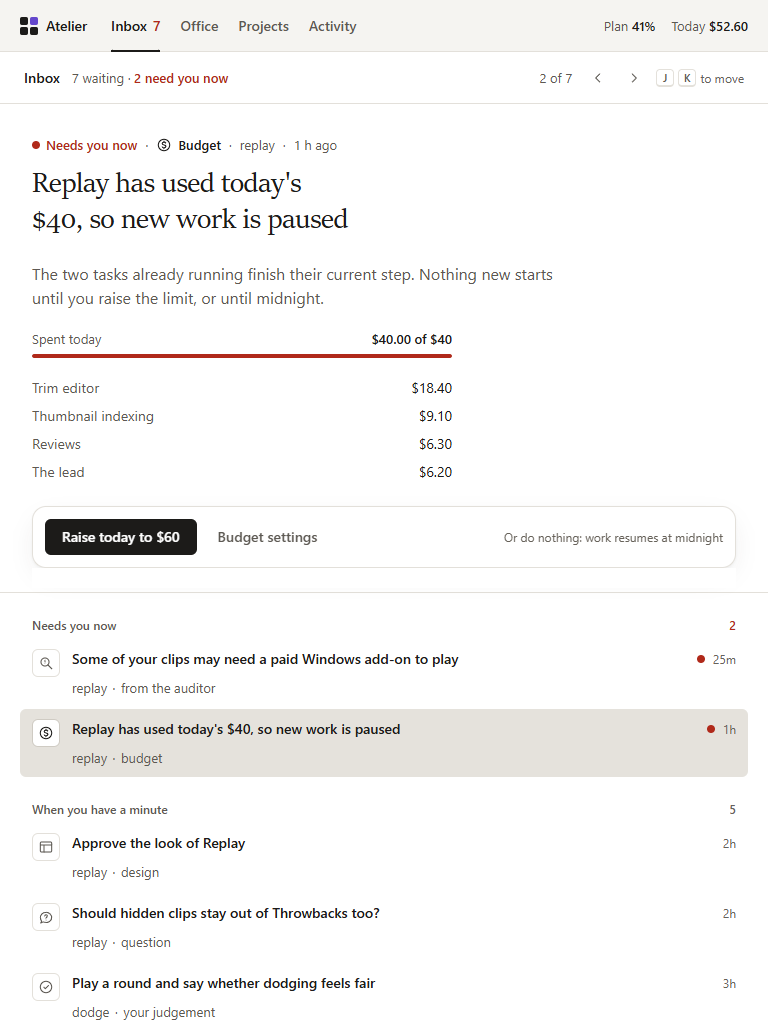 Atelier Inbox 7 Office Projects Activity Plan 41% Today $52.60
Inbox 7 waiting · 2 need you now 2 of 7 J K to move
Needs you now · Budget · replay · 1 h ago
Replay has used today's
$40, so new work is paused
The two tasks already running finish their current step. Nothing new starts
until you raise the limit, or until midnight.
Spent today $40.00 of $40
Trim editor $18.40
Thumbnail indexing $9.10
Reviews $6.30
The lead $6.20
Raise today to $60 Budget settings Or do nothing: work resumes at midnight
Needs you now 2
Some of your clips may need a paid Windows add-on to play 25m
replay · from the auditor
Replay has used today's $40, so new work is paused 1h
replay · budget
When you have a minute 5
Approve the look of Replay 2h
replay · design
Should hidden clips stay out of Throwbacks too? 2h
replay · question
Play a round and say whether dodging feels fair 3h
dodge · your judgement